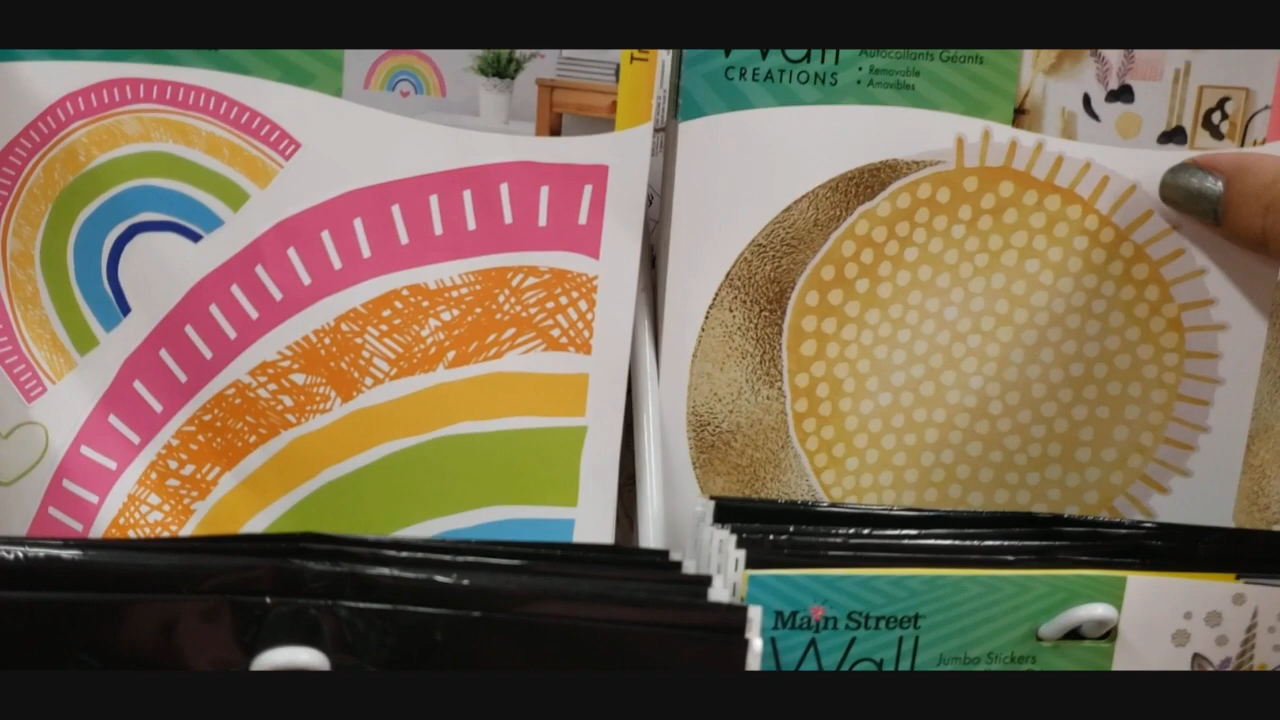 Wall
CREATIONS
Autocollants Géants
• Removable
• Amovibles
Main Street
Wall
Jumbo Stickers